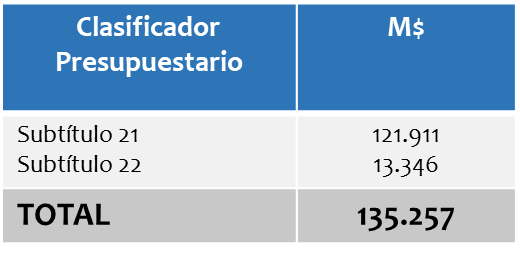 Clasificador M$
Presupuestario
Subtítulo 21 121.911
Subtítulo 22 13.346
TOTAL 135.257